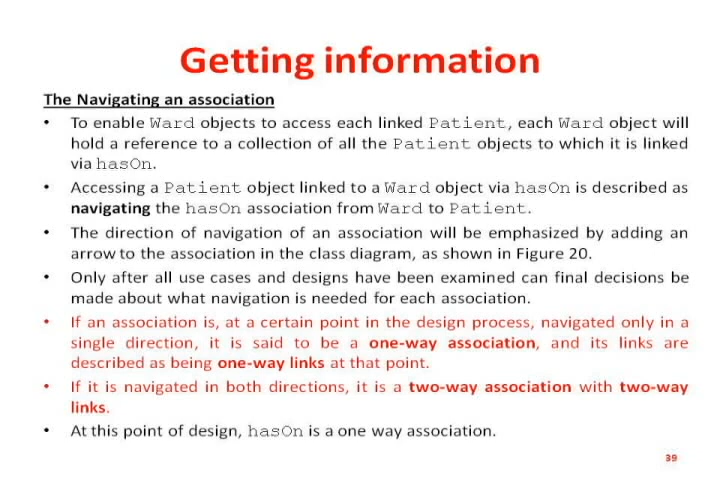 Getting information
The Navigating an association
• To enable Ward objects to access each linked Patient, each Ward object will
hold a reference to a collection of all the Patient objects to which it is linked
via hasOn.
• Accessing a Patient object linked to a Ward object via hasOn is described as
navigating the hasOn association from Ward to Patient.
• The direction of navigation of an association will be emphasized by adding an
arrow to the association in the class diagram, as shown in Figure 20.
• Only after all use cases and designs have been examined can final decisions be
made about what navigation is needed for each association.
• If an association is, at a certain point in the design process, navigated only in a
single direction, it is said to be a one-way association, and its links are
described as being one-way links at that point.
• If it is navigated in both directions, it is a two-way association with two-way
links.
• At this point of design, hasOn is a one way association.
39